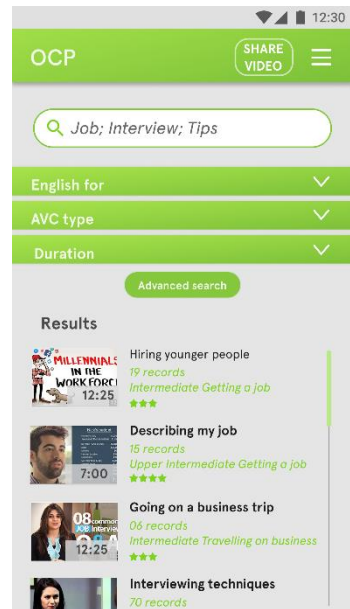 12:30
OCP
SHARE
VIDEO
Job; Interview; Tips
English for
AVC type
Duration
Advanced search
Results
MILLENNIALS
IN THE
WORKFORCE
12:25
Hiring younger people
19 records
Intermediate Getting a job
7:00
Describing my job
15 records
Upper Intermediate Getting a job
08 common
JOB Interview
Q & A
12:25
Going on a business trip
06 records
Intermediate Travelling on business
Interviewing techniques
70 records